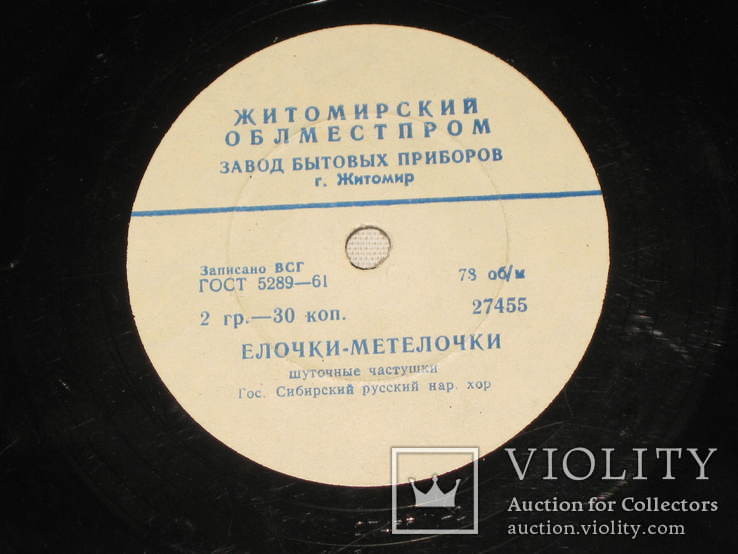 ЖИТОМИРСКИЙ
ОБЛМЕСТПРОМ
ЗАВОД БЫТОВЫХ ПРИБОРОВ
г. Житомир
Записано ВСГ 78 об/м
ГОСТ 5289—61
2 гр.—30 коп. 27455
ЕЛОЧКИ-МЕТЕЛОЧКИ
шуточные частушки
Гос. Сибирский русский нар. хор
VIOLITY
Auction for Collectors
auction.violity.com